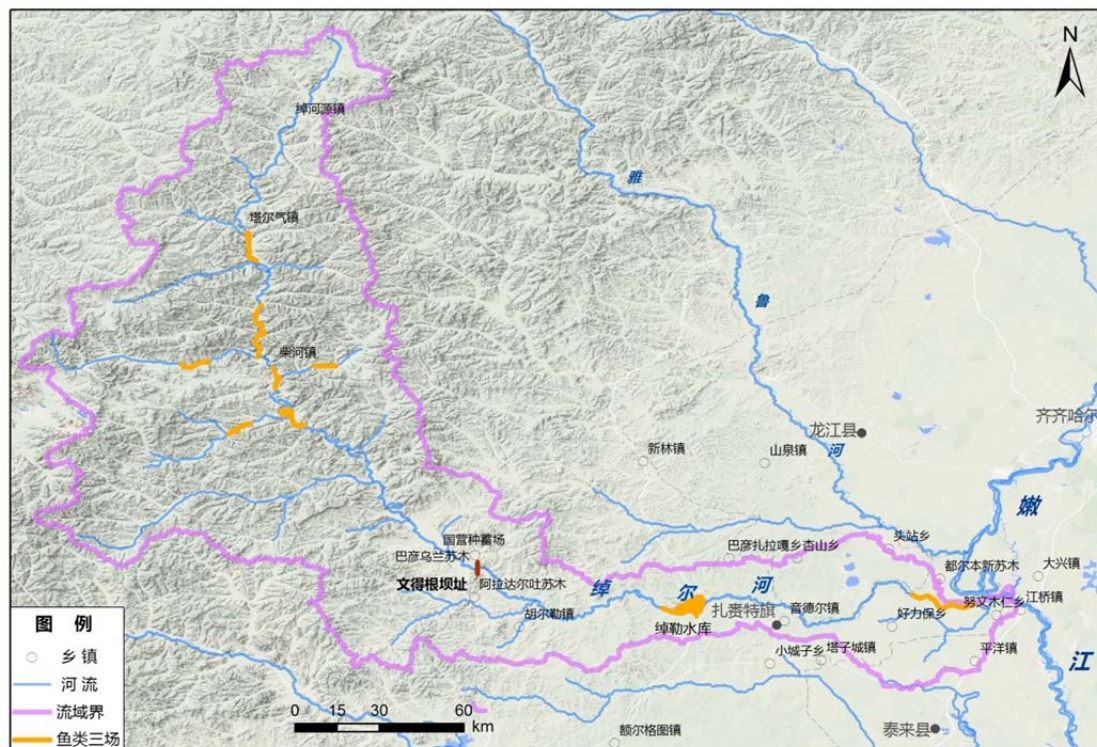 N
绰河源镇
雅
塔尔气镇
鲁
柴河镇
齐齐哈尔
龙江县
河
新林镇
山泉镇
嫩
头站乡
国营种畜场
巴彦乌兰苏木
巴彦扎拉嘎乡
杏山乡
都尔本新苏木
大兴镇
文得根坝址
阿拉达尔吐苏木
绰
尔
河
努文木仁乡
江桥镇
胡尔勒镇
扎赉特旗
音德尔镇
好力保乡
绰勒水库
小城子乡
塔子城镇
平洋镇
江
图 例
乡镇
河流
流域界
鱼类三场
0 15 30 60
km
额尔格图镇
泰来县